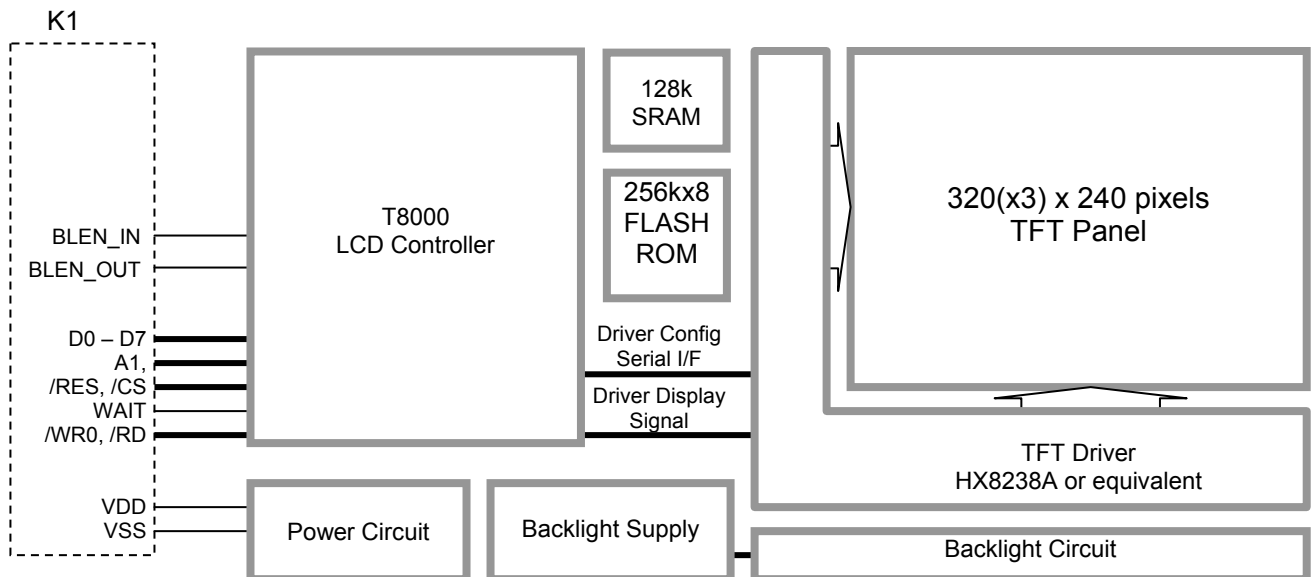 K1
BLEN_IN
BLEN_OUT
D0 – D7
A1,
/RES, /CS
WAIT
/WR0, /RD
VDD
VSS
T8000
LCD Controller
128k
SRAM
256kx8
FLASH
ROM
Driver Config
Serial I/F
Driver Display
Signal
320(x3) x 240 pixels
TFT Panel
TFT Driver
HX8238A or equivalent
Power Circuit
Backlight Supply
Backlight Circuit